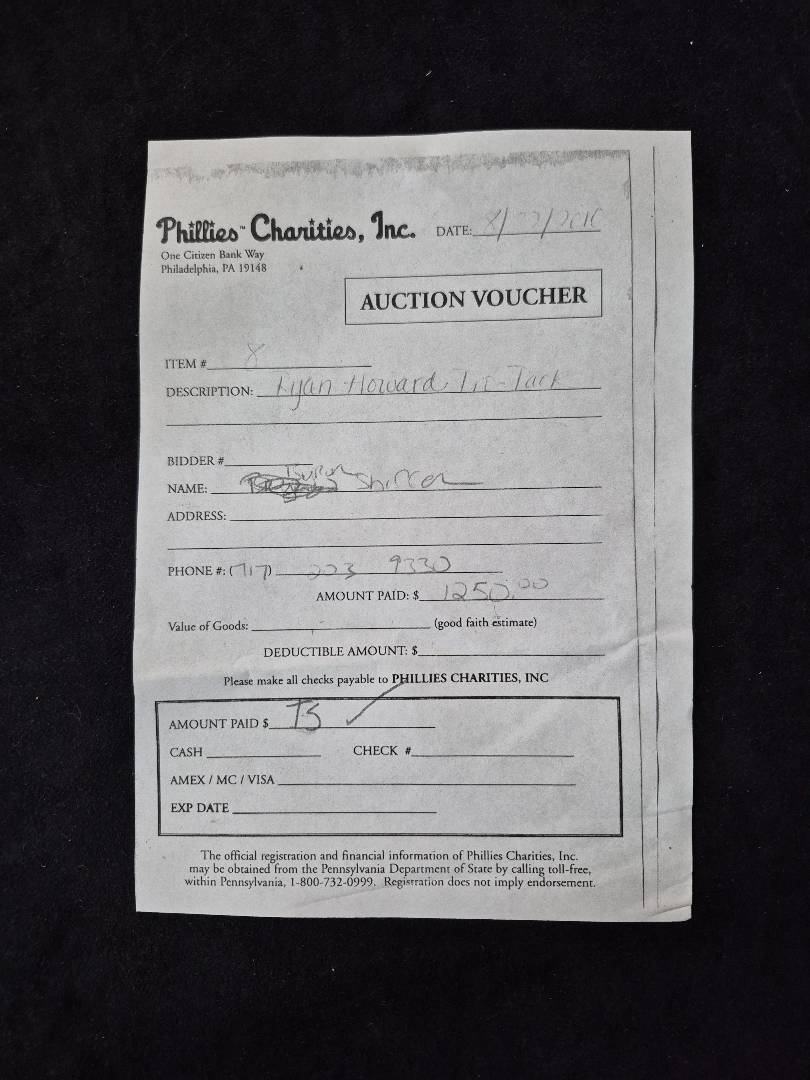 Phillies™ Charities, Inc. DATE: 8/22/2010
One Citizen Bank Way
Philadelphia, PA 19148
AUCTION VOUCHER
ITEM # 8
DESCRIPTION: Ryan Howard
BIDDER #
NAME:
ADDRESS:
PHONE #: (717) 203 9330
AMOUNT PAID: $ 1250.00
Value of Goods: (good faith estimate)
DEDUCTIBLE AMOUNT: $
Please make all checks payable to PHILLIES CHARITIES, INC
AMOUNT PAID $ TS ✓
CASH CHECK #
AMEX / MC / VISA
EXP DATE
The official registration and financial information of Phillies Charities, Inc.
may be obtained from the Pennsylvania Department of State by calling toll-free,
within Pennsylvania, 1-800-732-0999. Registration does not imply endorsement.